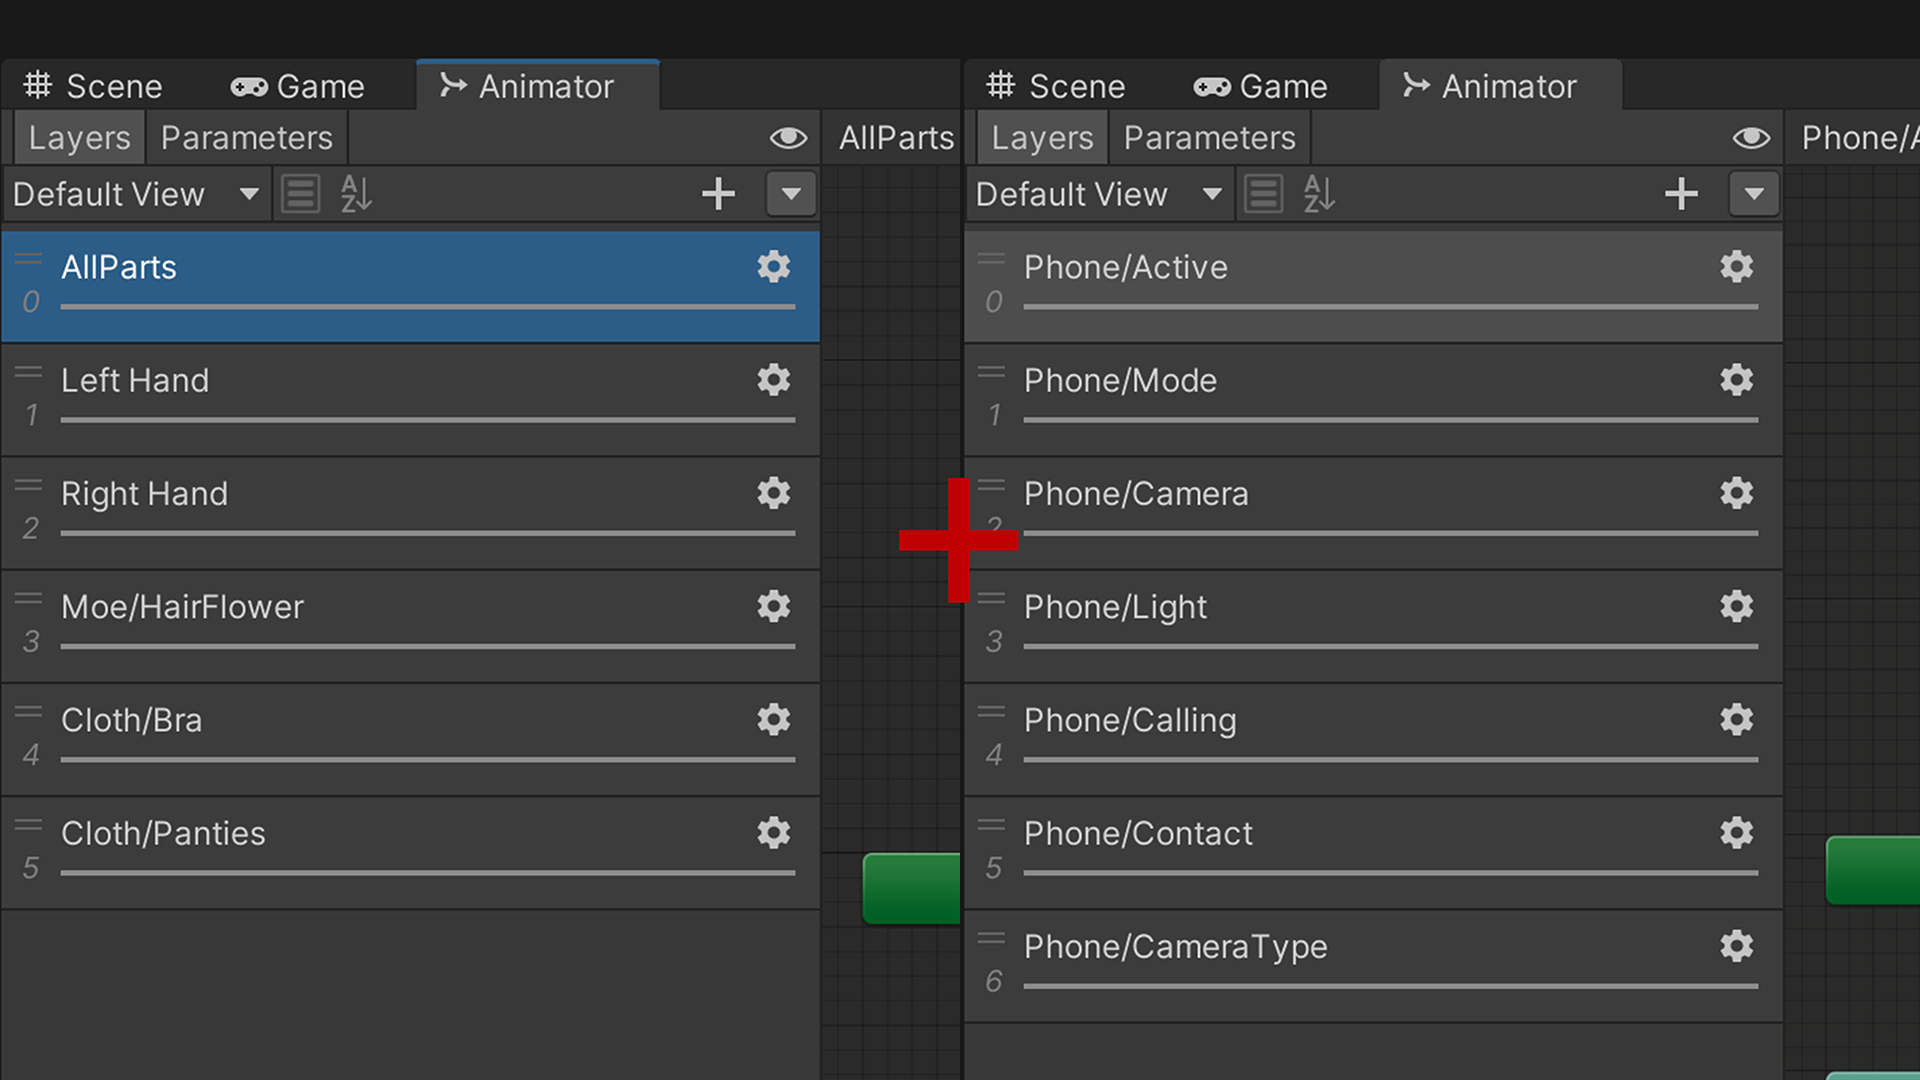 Scene Game Animator
Layers Parameters AllParts
Default View
AllParts
0
Left Hand
1
Right Hand
2
Moe/HairFlower
3
Cloth/Bra
4
Cloth/Panties
5
Scene Game Animator
Layers Parameters Phone/A
Default View
Phone/Active
0
Phone/Mode
1
Phone/Camera
2
Phone/Light
3
Phone/Calling
4
Phone/Contact
5
Phone/CameraType
6